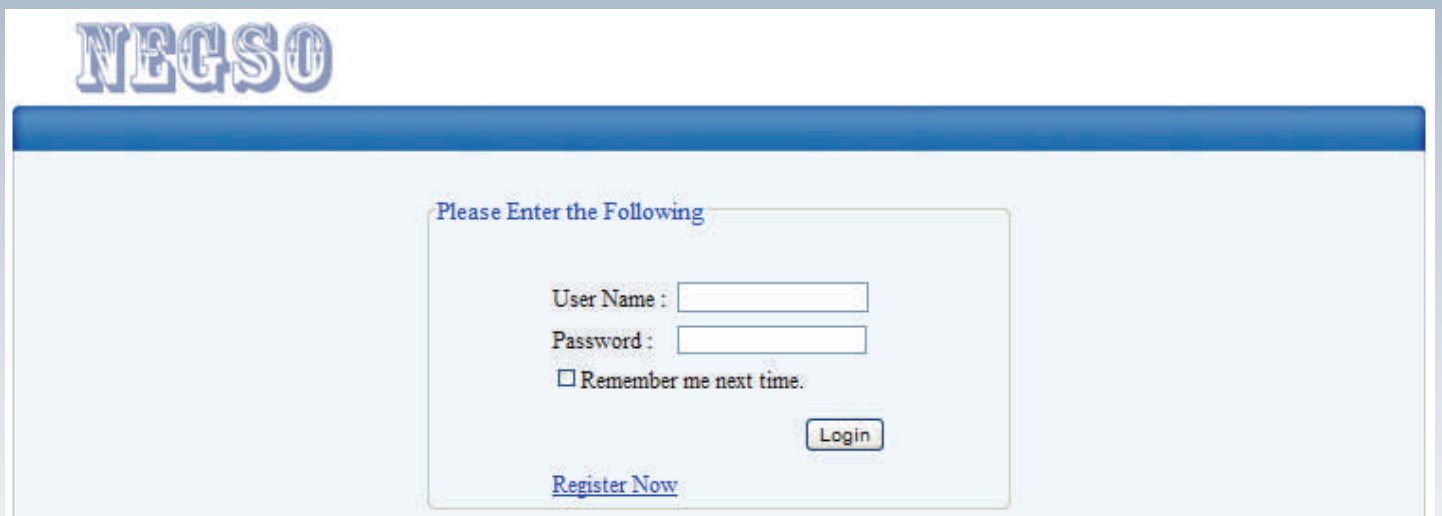 NEGSO
Please Enter the Following
User Name :
Password :
Remember me next time.
Login
Register Now